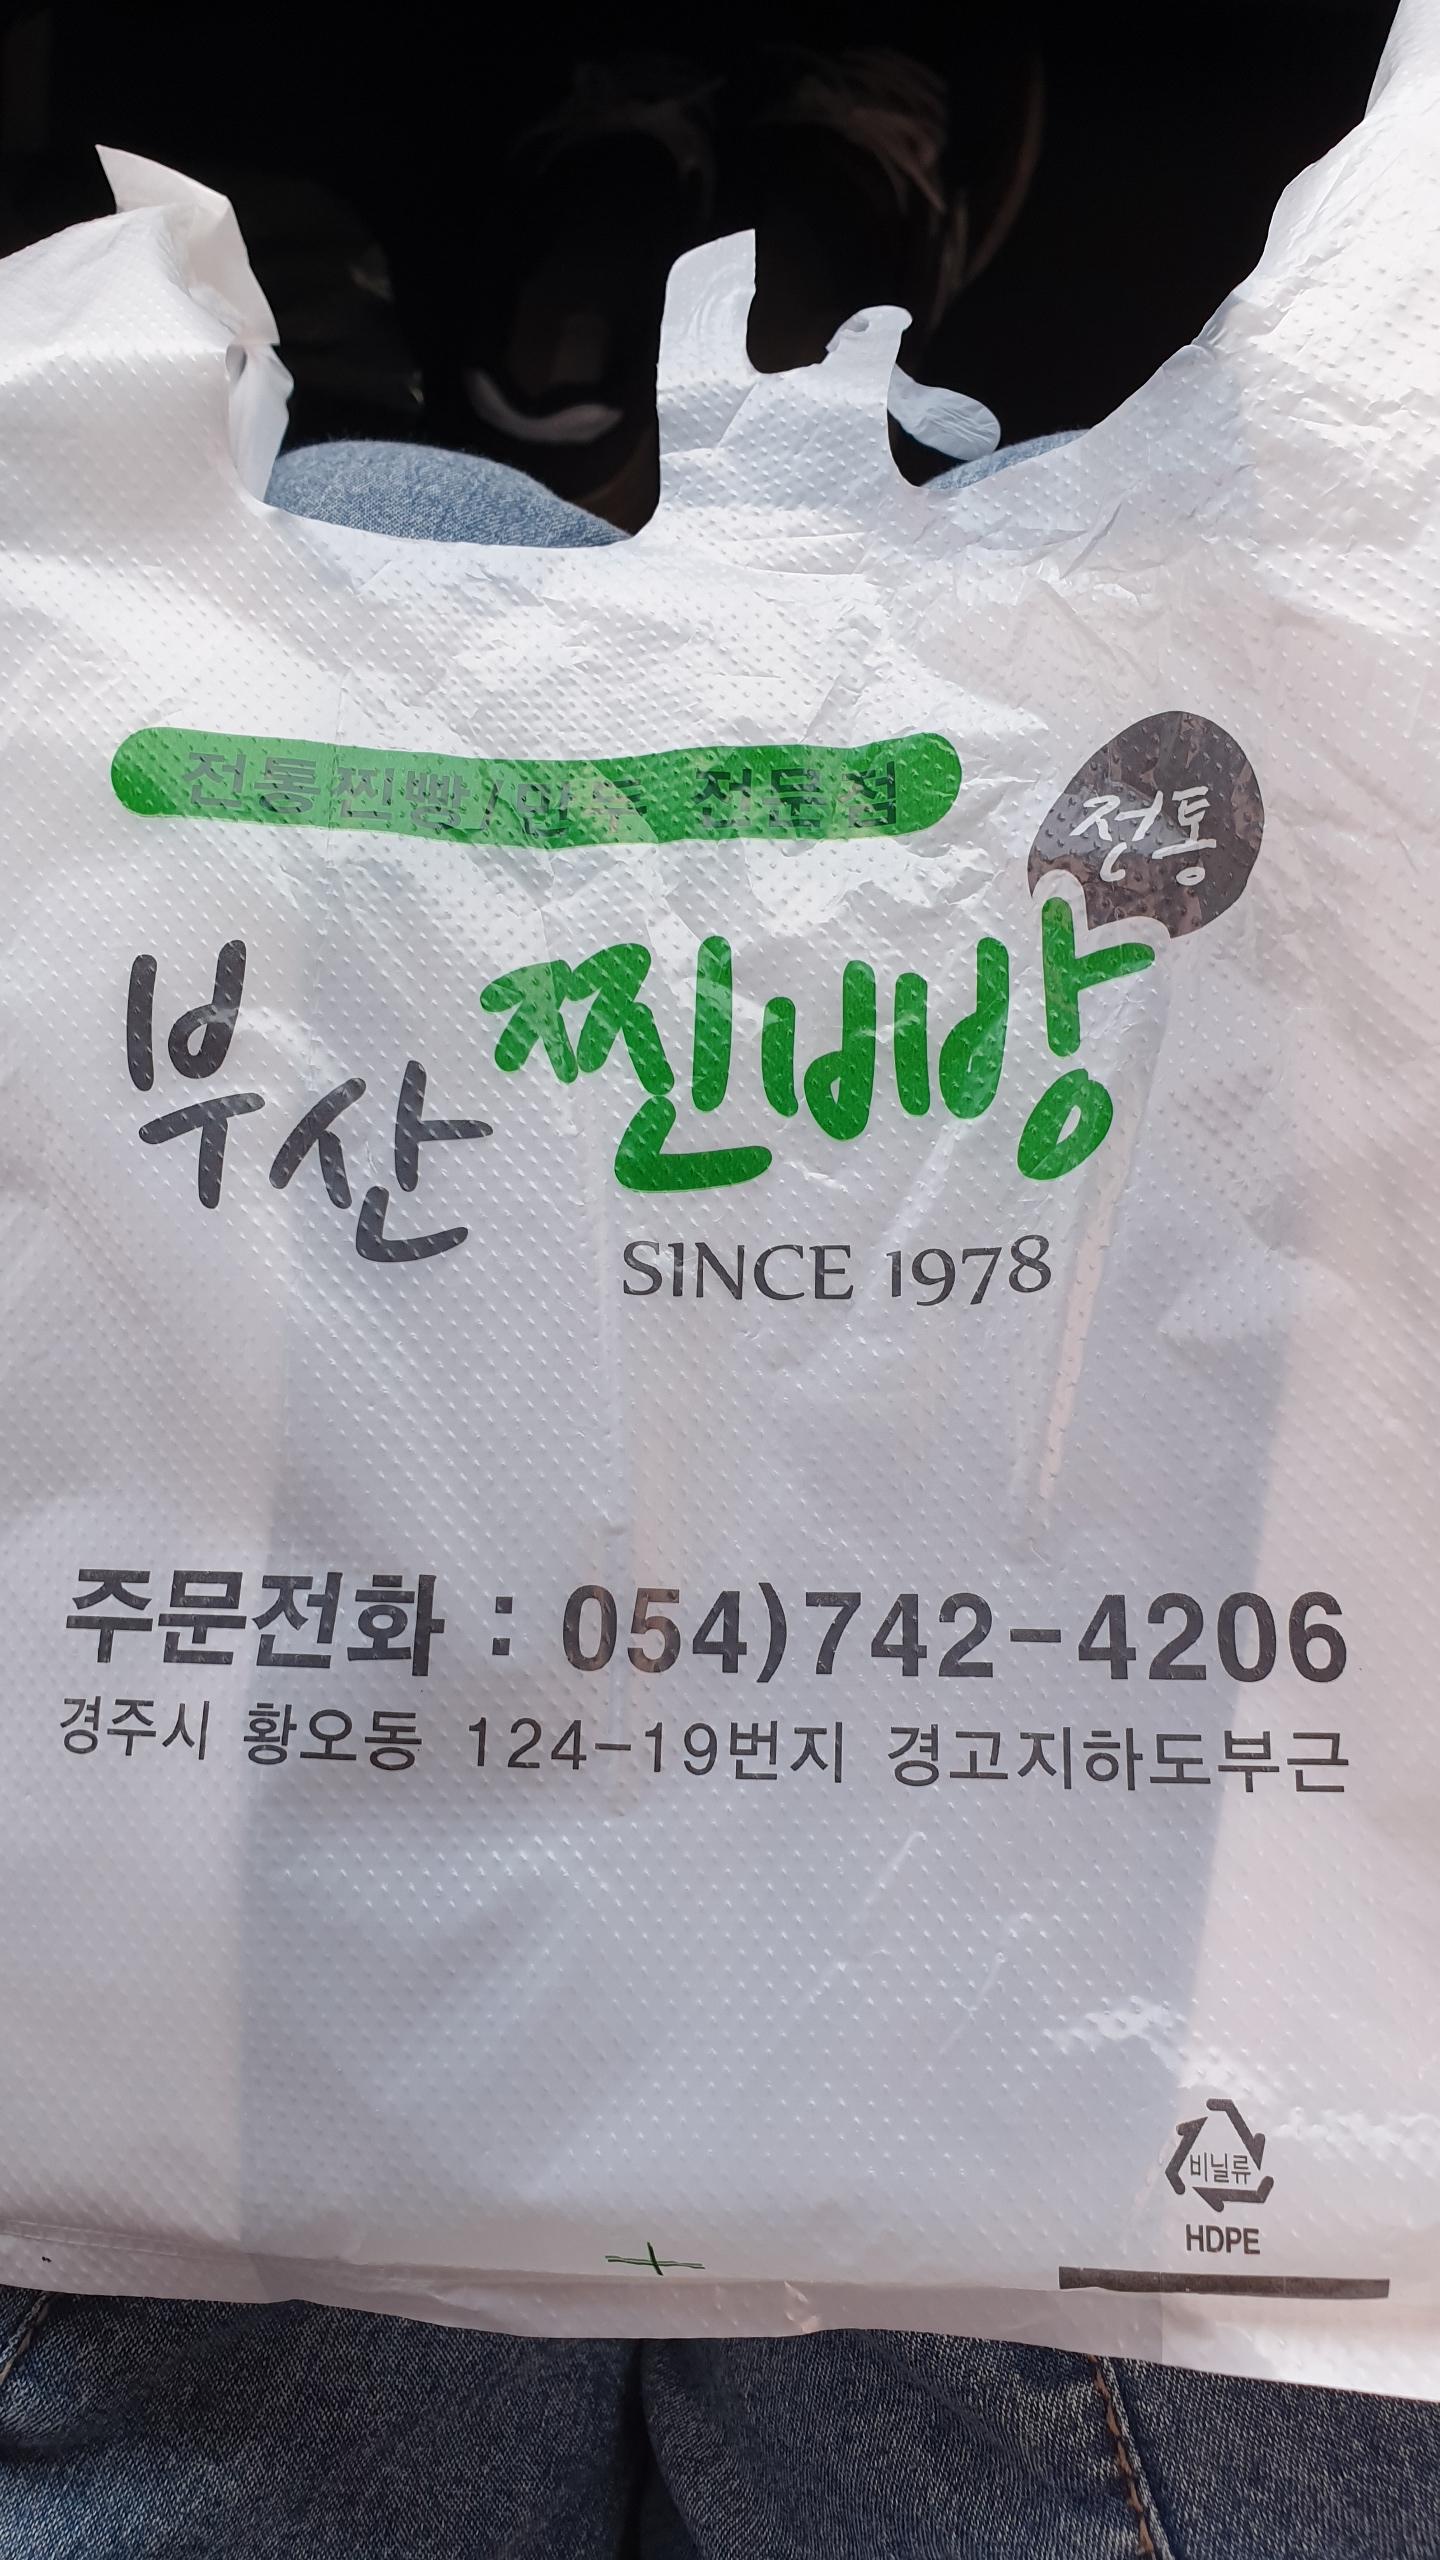 전통찐빵/만두 전문점
전통
부산 찐빵
SINCE 1978
주문전화 : 054)742-4206
경주시 황오동 124-19번지 경고지하도부근
비닐류
HDPE